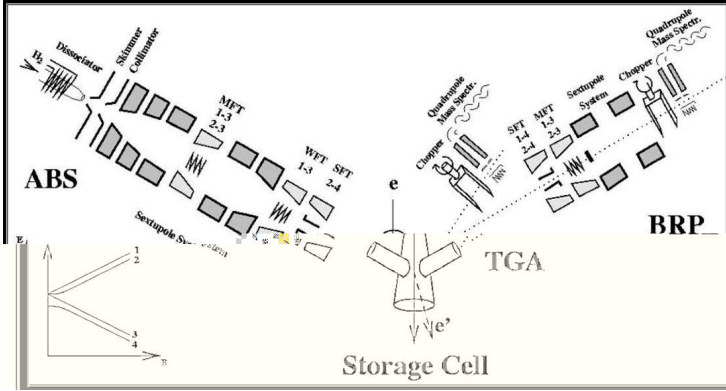 H₂
Dissociator
Skimmer
Collimator
MFT
1-3
2-3
WFT
1-3
SFT
2-4
ABS
e
Quadrupole
Mass Spectr.
Chopper
SFT
1-4
2-4
MFT
1-3
2-3
Sextupole
System
Chopper
Quadrupole
Mass Spectr.
BRP
TGA
1
2
3
4
e'
Storage Cell